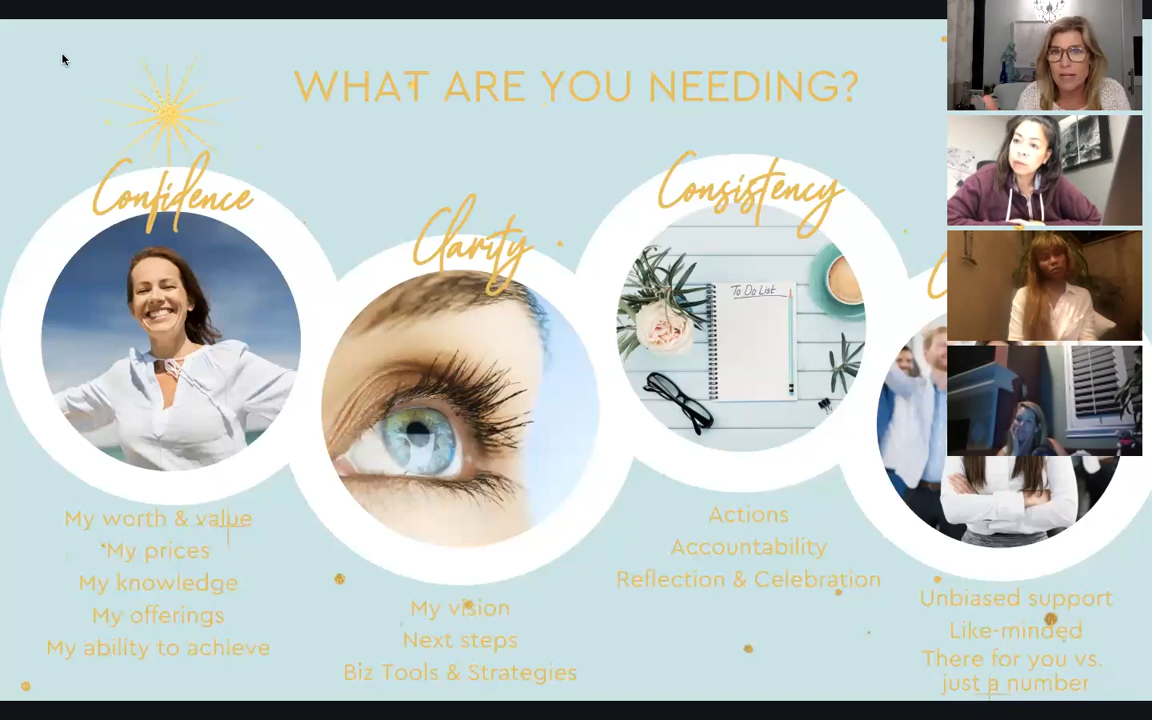 WHAT ARE YOU NEEDING?
Confidence
My worth & value
My prices
My knowledge
My offerings
My ability to achieve
Clarity
My vision
Next steps
Biz Tools & Strategies
Consistency
To Do List
Actions
Accountability
Reflection & Celebration
Unbiased support
Like-minded
There for you vs.
just a number